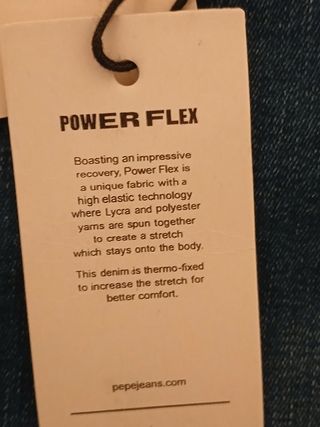 POWER FLEX
Boasting an impressive
recovery, Power Flex is
a unique fabric with a
high elastic technology
where Lycra and polyester
yarns are spun together
to create a stretch
which stays onto the body.
This denim is thermo-fixed
to increase the stretch for
better comfort.
pepejeans.com